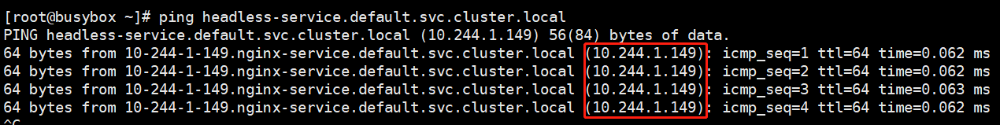 [root@busybox ~]# ping headless-service.default.svc.cluster.local
PING headless-service.default.svc.cluster.local (10.244.1.149) 56(84) bytes of data.
64 bytes from 10-244-1-149.nginx-service.default.svc.cluster.local (10.244.1.149): icmp_seq=1 ttl=64 time=0.062 ms
64 bytes from 10-244-1-149.nginx-service.default.svc.cluster.local (10.244.1.149): icmp_seq=2 ttl=64 time=0.062 ms
64 bytes from 10-244-1-149.nginx-service.default.svc.cluster.local (10.244.1.149): icmp_seq=3 ttl=64 time=0.063 ms
64 bytes from 10-244-1-149.nginx-service.default.svc.cluster.local (10.244.1.149): icmp_seq=4 ttl=64 time=0.062 ms
^C